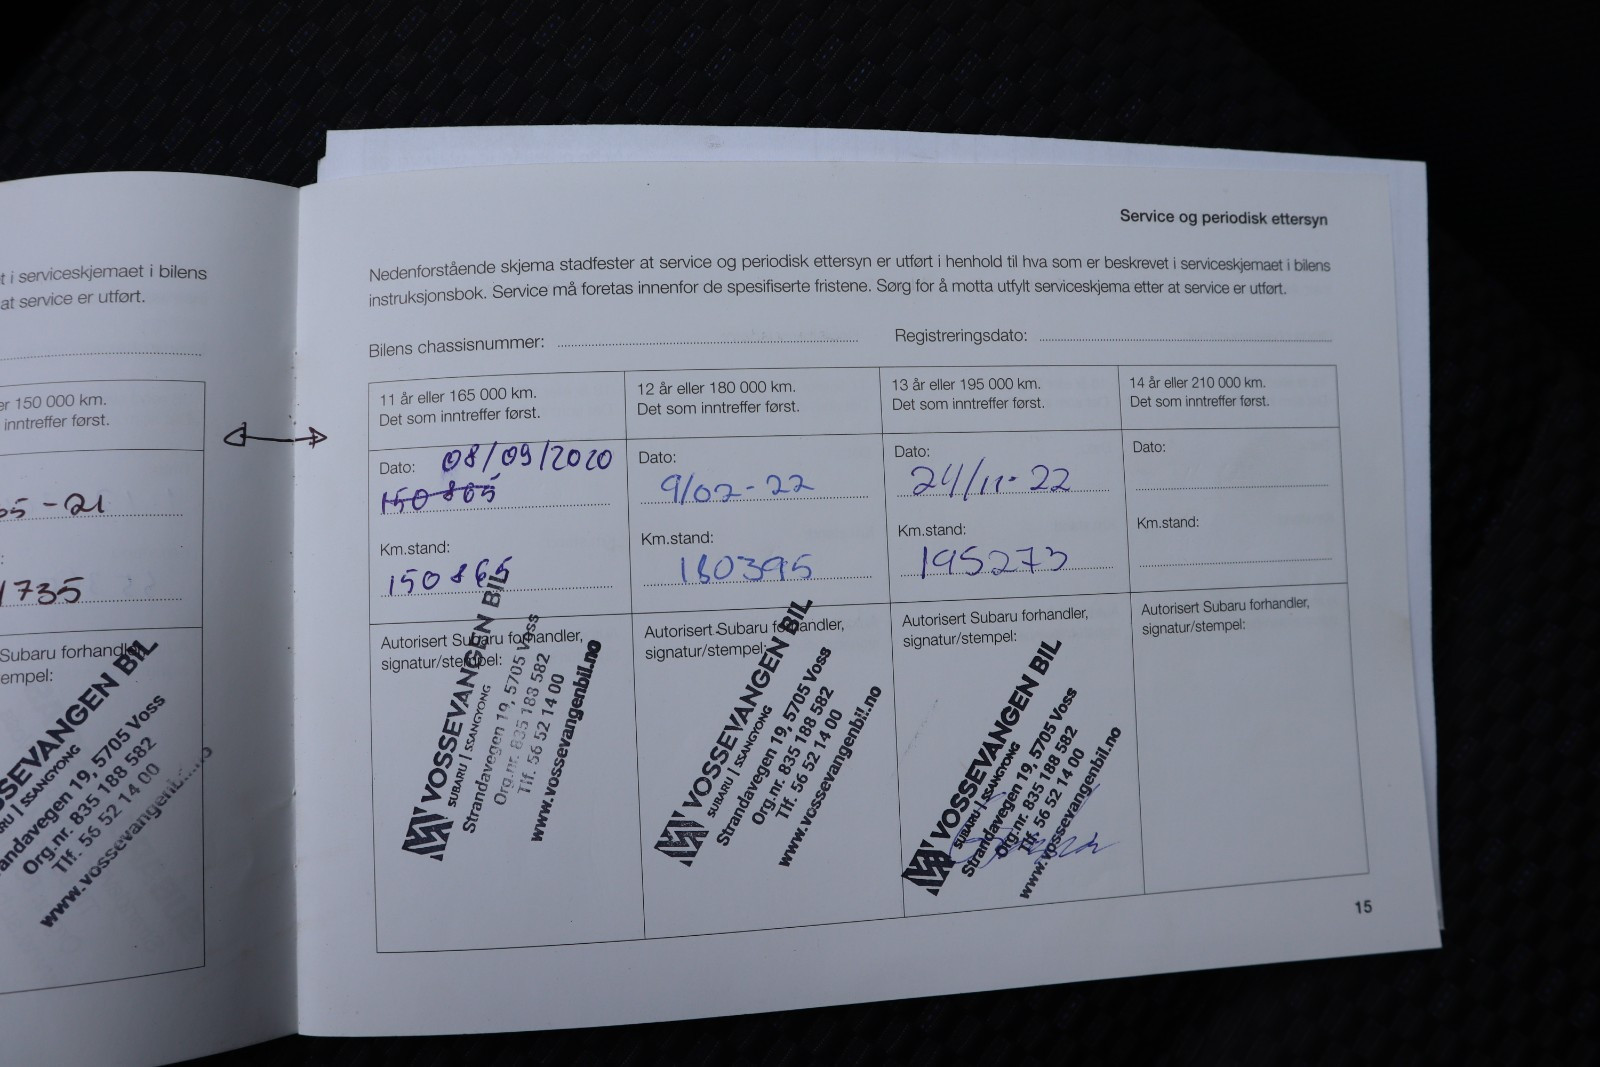 t i serviceskjemaet i bilens
at service er utført.
er 150 000 km.
inntreffer først.
05 - 21
1735
Subaru forhandler,
empel:
SSEVANGEN BIL
ARU | SSANGYONG
andavegen 19, 5705 Voss
Org.nr. 835 188 582
Tlf. 56 52 14 00
www.vossevangenbil.no
Service og periodisk ettersyn
Nedenforstående skjema stadfester at service og periodisk ettersyn er utført i henhold til hva som er beskrevet i serviceskjemaet i bilens
instruksjonsbok. Service må foretas innenfor de spesifiserte fristene. Sørg for å motta utfylt serviceskjema etter at service er utført.
Bilens chassisnummer:
Registreringsdato:
11 år eller 165 000 km.
Det som inntreffer først.
Dato: 08/09/2020
150865
Km.stand:
150865
Autorisert Subaru forhandler,
signatur/stempel:
VOSSEVANGEN BIL
SUBARU | SSANGYONG
Strandavegen 19, 5705 Voss
Org.nr. 835 188 582
Tlf. 56 52 14 00
www.vossevangenbil.no
12 år eller 180 000 km.
Det som inntreffer først.
Dato:
9/02-22
Km.stand:
180395
Autorisert Subaru forhandler,
signatur/stempel:
VOSSEVANGEN BIL
SUBARU | SSANGYONG
Strandavegen 19, 5705 Voss
Org.nr. 835 188 582
Tlf. 56 52 14 00
www.vossevangenbil.no
13 år eller 195 000 km.
Det som inntreffer først.
Dato:
24/11-22
Km.stand:
195273
Autorisert Subaru forhandler,
signatur/stempel:
VOSSEVANGEN BIL
SUBARU | SSANGYONG
Strandavegen 19, 5705 Voss
Org.nr. 835 188 582
Tlf. 56 52 14 00
www.vossevangenbil.no
14 år eller 210 000 km.
Det som inntreffer først.
Dato:
Km.stand:
Autorisert Subaru forhandler,
signatur/stempel:
15